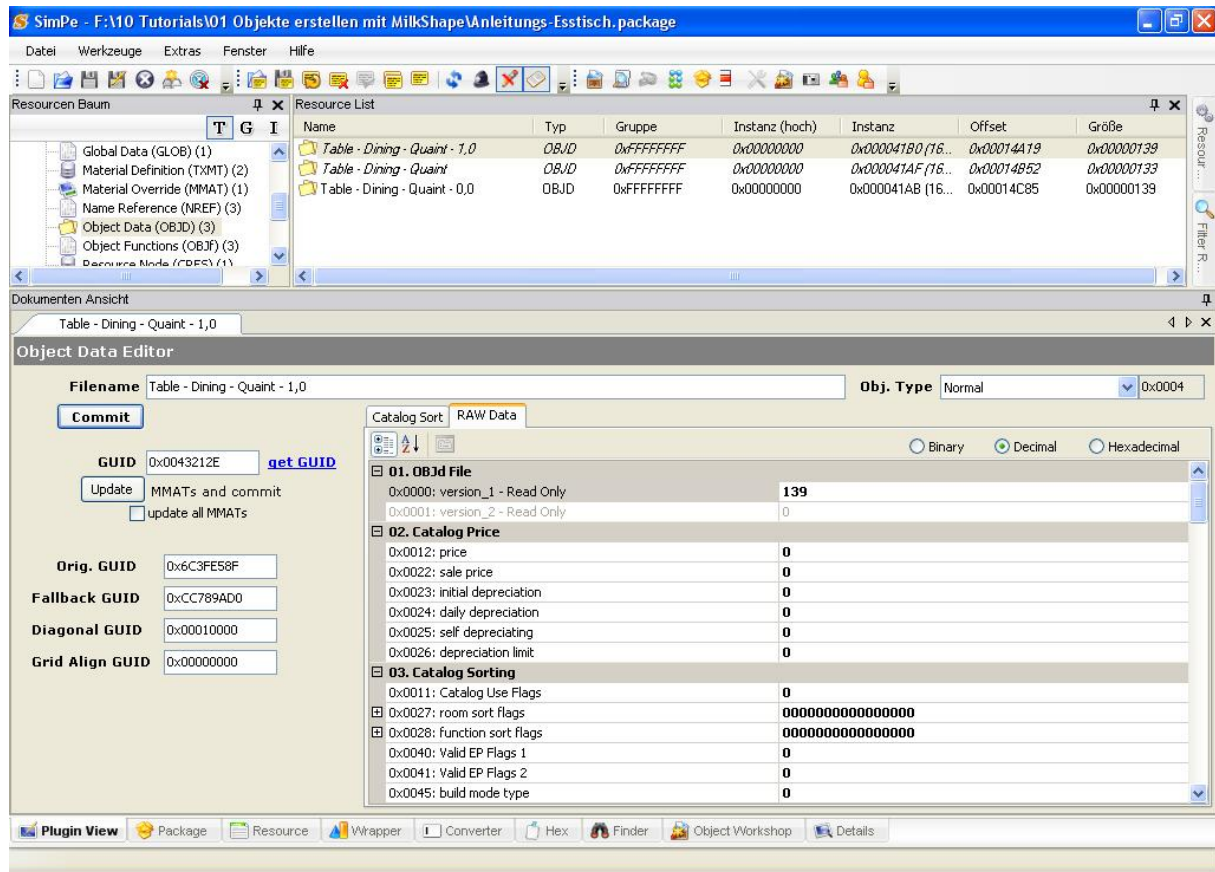 SimPe - F:\10 Tutorials\01 Objekte erstellen mit MilkShape\Anleitungs-Esstisch.package
Datei Werkzeuge Extras Fenster Hilfe
Resourcen Baum
T G I
Global Data (GLOB) (1)
Material Definition (TXMT) (2)
Material Override (MMAT) (1)
Name Reference (NREF) (3)
Object Data (OBJD) (3)
Object Functions (OBJf) (3)
Resource Node (CRES) (1)
Resource List
Name Typ Gruppe Instanz (hoch) Instanz Offset Größe
Table - Dining - Quaint - 1,0 OBJD 0xFFFFFFFF 0x00000000 0x000041B0 (16... 0x00014A19 0x00000139
Table - Dining - Quaint OBJD 0xFFFFFFFF 0x00000000 0x000041AF (16... 0x00014B52 0x00000133
Table - Dining - Quaint - 0,0 OBJD 0xFFFFFFFF 0x00000000 0x000041AB (16... 0x00014C85 0x00000139
Resour...
Filter R...
Dokumenten Ansicht
Table - Dining - Quaint - 1,0
Object Data Editor
Filename Table - Dining - Quaint - 1,0 Obj. Type Normal 0x0004
Commit
GUID 0x0043212E get GUID
Update MMATs and commit
update all MMATs
Orig. GUID 0x6C3FE58F
Fallback GUID 0xCC789AD0
Diagonal GUID 0x00010000
Grid Align GUID 0x00000000
Catalog Sort RAW Data
Binary Decimal Hexadecimal
01. OBJd File
0x0000: version_1 - Read Only 139
0x0001: version_2 - Read Only 0
02. Catalog Price
0x0012: price 0
0x0022: sale price 0
0x0023: initial depreciation 0
0x0024: daily depreciation 0
0x0025: self depreciating 0
0x0026: depreciation limit 0
03. Catalog Sorting
0x0011: Catalog Use Flags 0
0x0027: room sort flags 0000000000000000
0x0028: function sort flags 0000000000000000
0x0040: Valid EP Flags 1 0
0x0041: Valid EP Flags 2 0
0x0045: build mode type 0
Plugin View Package Resource Wrapper Converter Hex Finder Object Workshop Details